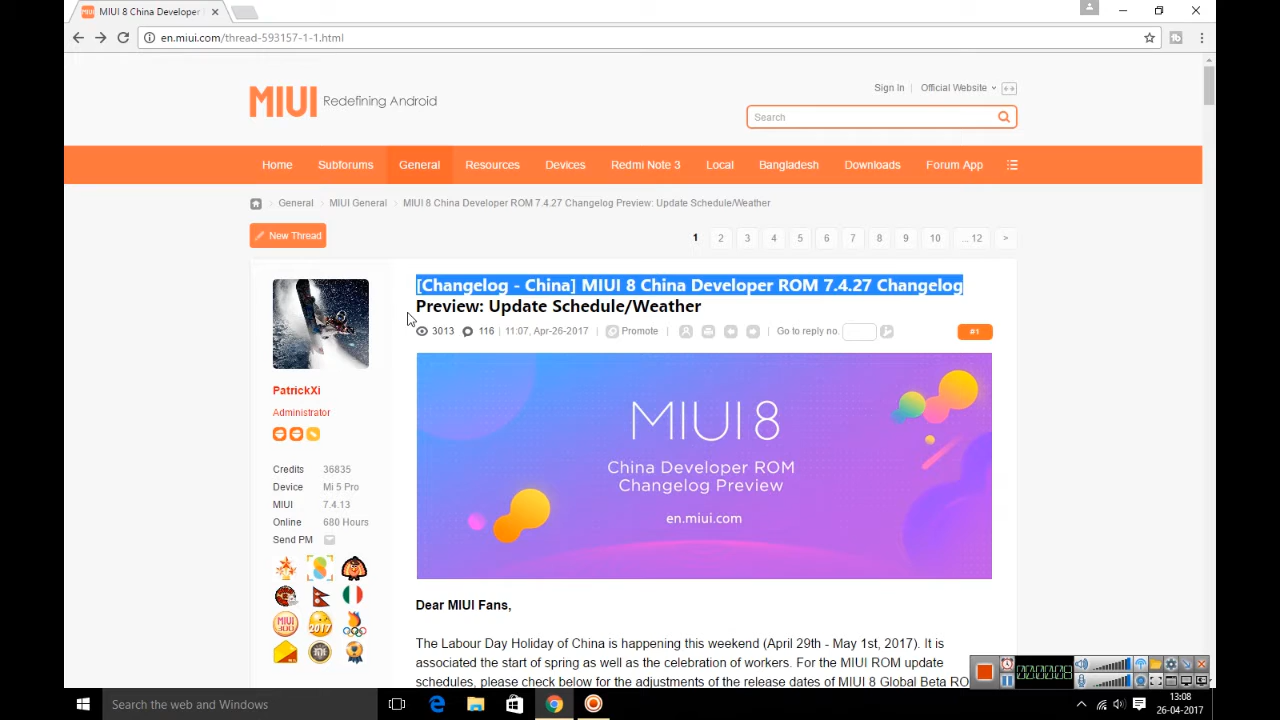 MIUI 8 China Developer
en.miui.com/thread-593157-1-1.html
MIUI Redefining Android
Sign In | Official Website
Search
Home Subforums General Resources Devices Redmi Note 3 Local Bangladesh Downloads Forum App
General MIUI General MIUI 8 China Developer ROM 7.4.27 Changelog Preview: Update Schedule/Weather
New Thread
1 2 3 4 5 6 7 8 9 10 ... 12 >
[Changelog - China] MIUI 8 China Developer ROM 7.4.27 Changelog
Preview: Update Schedule/Weather
3013 116 | 11:07, Apr-26-2017 | Promote | | Go to reply no. #1
PatrickXi
Administrator
Credits 36835
Device Mi 5 Pro
MIUI 7.4.13
Online 680 Hours
Send PM
MIUI 8
China Developer ROM
Changelog Preview
en.miui.com
Dear MIUI Fans,
The Labour Day Holiday of China is happening this weekend (April 29th - May 1st, 2017). It is
associated the start of spring as well as the celebration of workers. For the MIUI ROM update
schedules, please check below for the adjustments of the release dates of MIUI 8 Global Beta RO
Search the web and Windows
13:08
26-04-2017